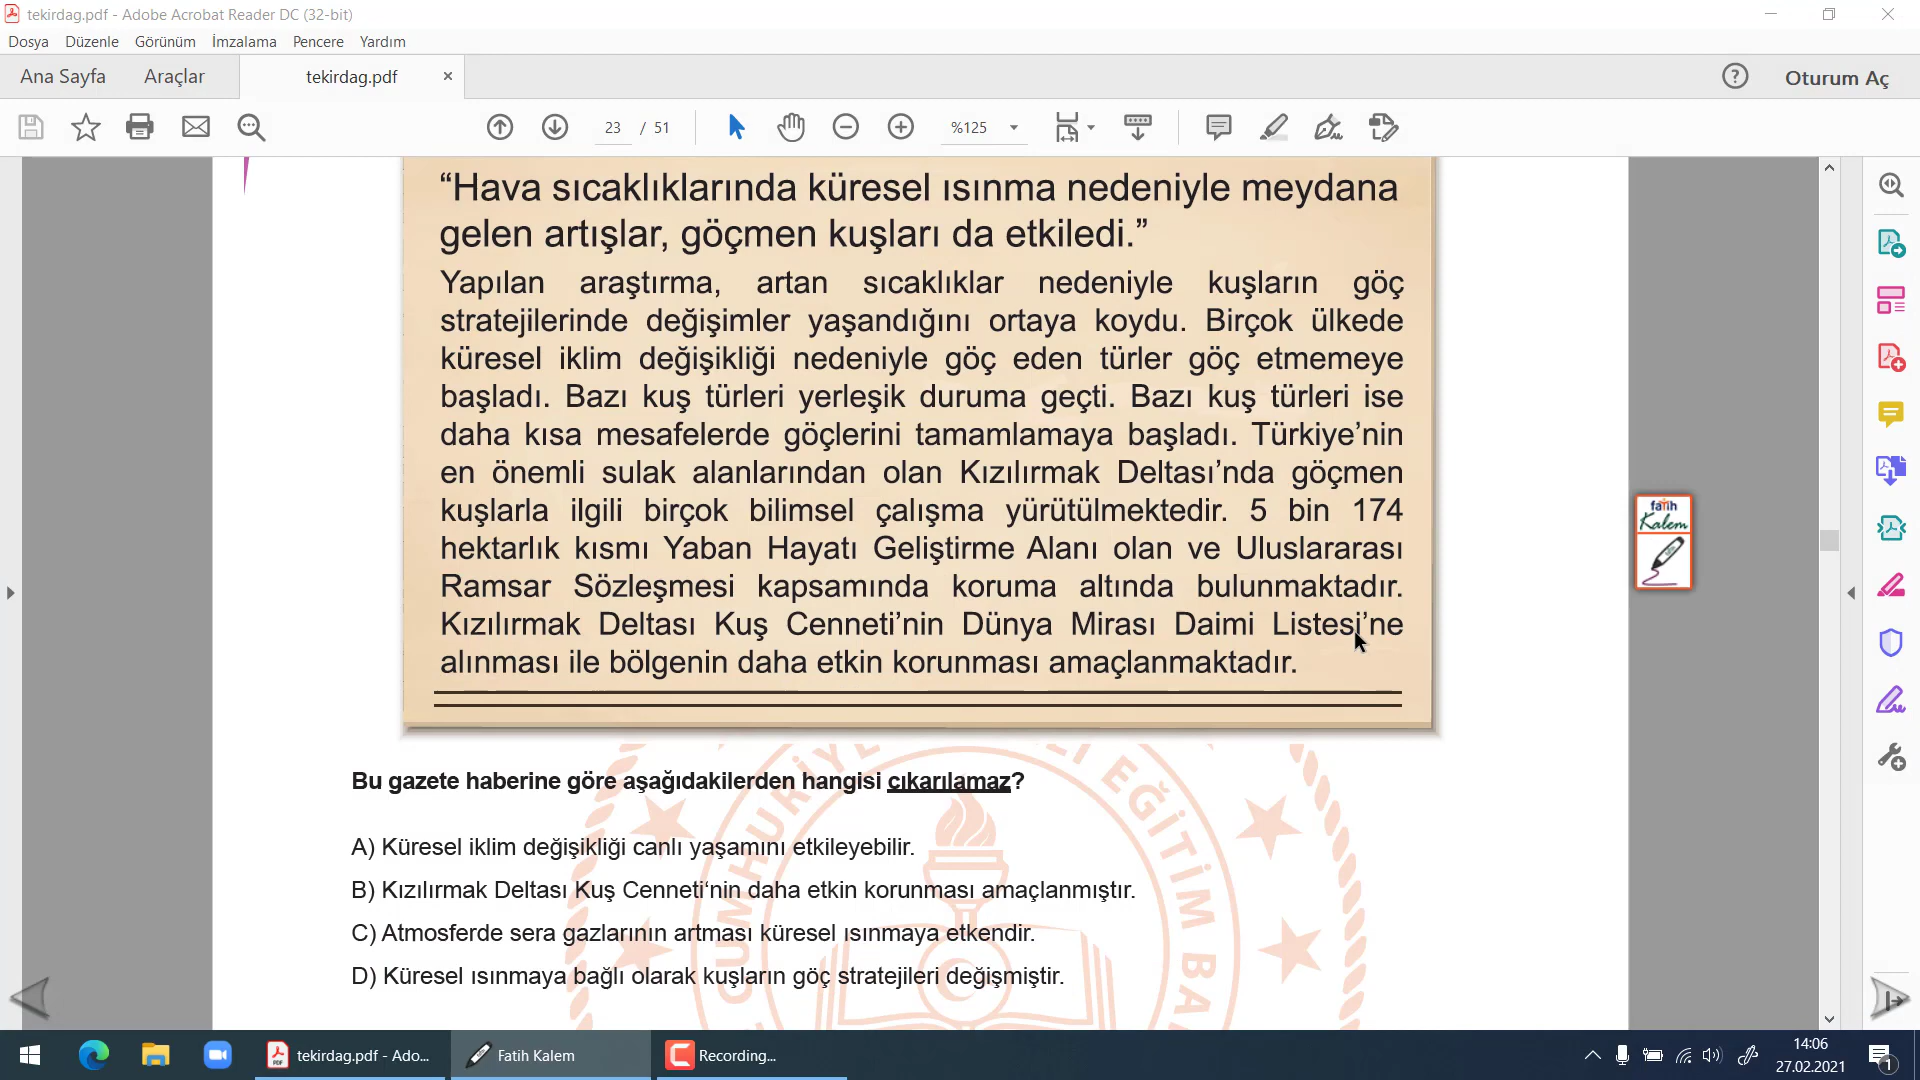 tekirdag.pdf - Adobe Acrobat Reader DC (32-bit)
Dosya Düzenle Görünüm İmzalama Pencere Yardım
Ana Sayfa Araçlar tekirdag.pdf Oturum Aç
23 / 51 %125
“Hava sıcaklıklarında küresel ısınma nedeniyle meydana
gelen artışlar, göçmen kuşları da etkiledi.”
Yapılan araştırma, artan sıcaklıklar nedeniyle kuşların göç
stratejilerinde değişimler yaşandığını ortaya koydu. Birçok ülkede
küresel iklim değişikliği nedeniyle göç eden türler göç etmemeye
başladı. Bazı kuş türleri yerleşik duruma geçti. Bazı kuş türleri ise
daha kısa mesafelerde göçlerini tamamlamaya başladı. Türkiye’nin
en önemli sulak alanlarından olan Kızılırmak Deltası’nda göçmen
kuşlarla ilgili birçok bilimsel çalışma yürütülmektedir. 5 bin 174
hektarlık kısmı Yaban Hayatı Geliştirme Alanı olan ve Uluslararası
Ramsar Sözleşmesi kapsamında koruma altında bulunmaktadır.
Kızılırmak Deltası Kuş Cenneti’nin Dünya Mirası Daimi Listesi’ne
alınması ile bölgenin daha etkin korunması amaçlanmaktadır.
fatih
Kalem
Bu gazete haberine göre aşağıdakilerden hangisi çıkarılamaz?
A) Küresel iklim değişikliği canlı yaşamını etkileyebilir.
B) Kızılırmak Deltası Kuş Cenneti‘nin daha etkin korunması amaçlanmıştır.
C) Atmosferde sera gazlarının artması küresel ısınmaya etkendir.
D) Küresel ısınmaya bağlı olarak kuşların göç stratejileri değişmiştir.
tekirdag.pdf - Ado... Fatih Kalem Recording...
14:06
27.02.2021
1